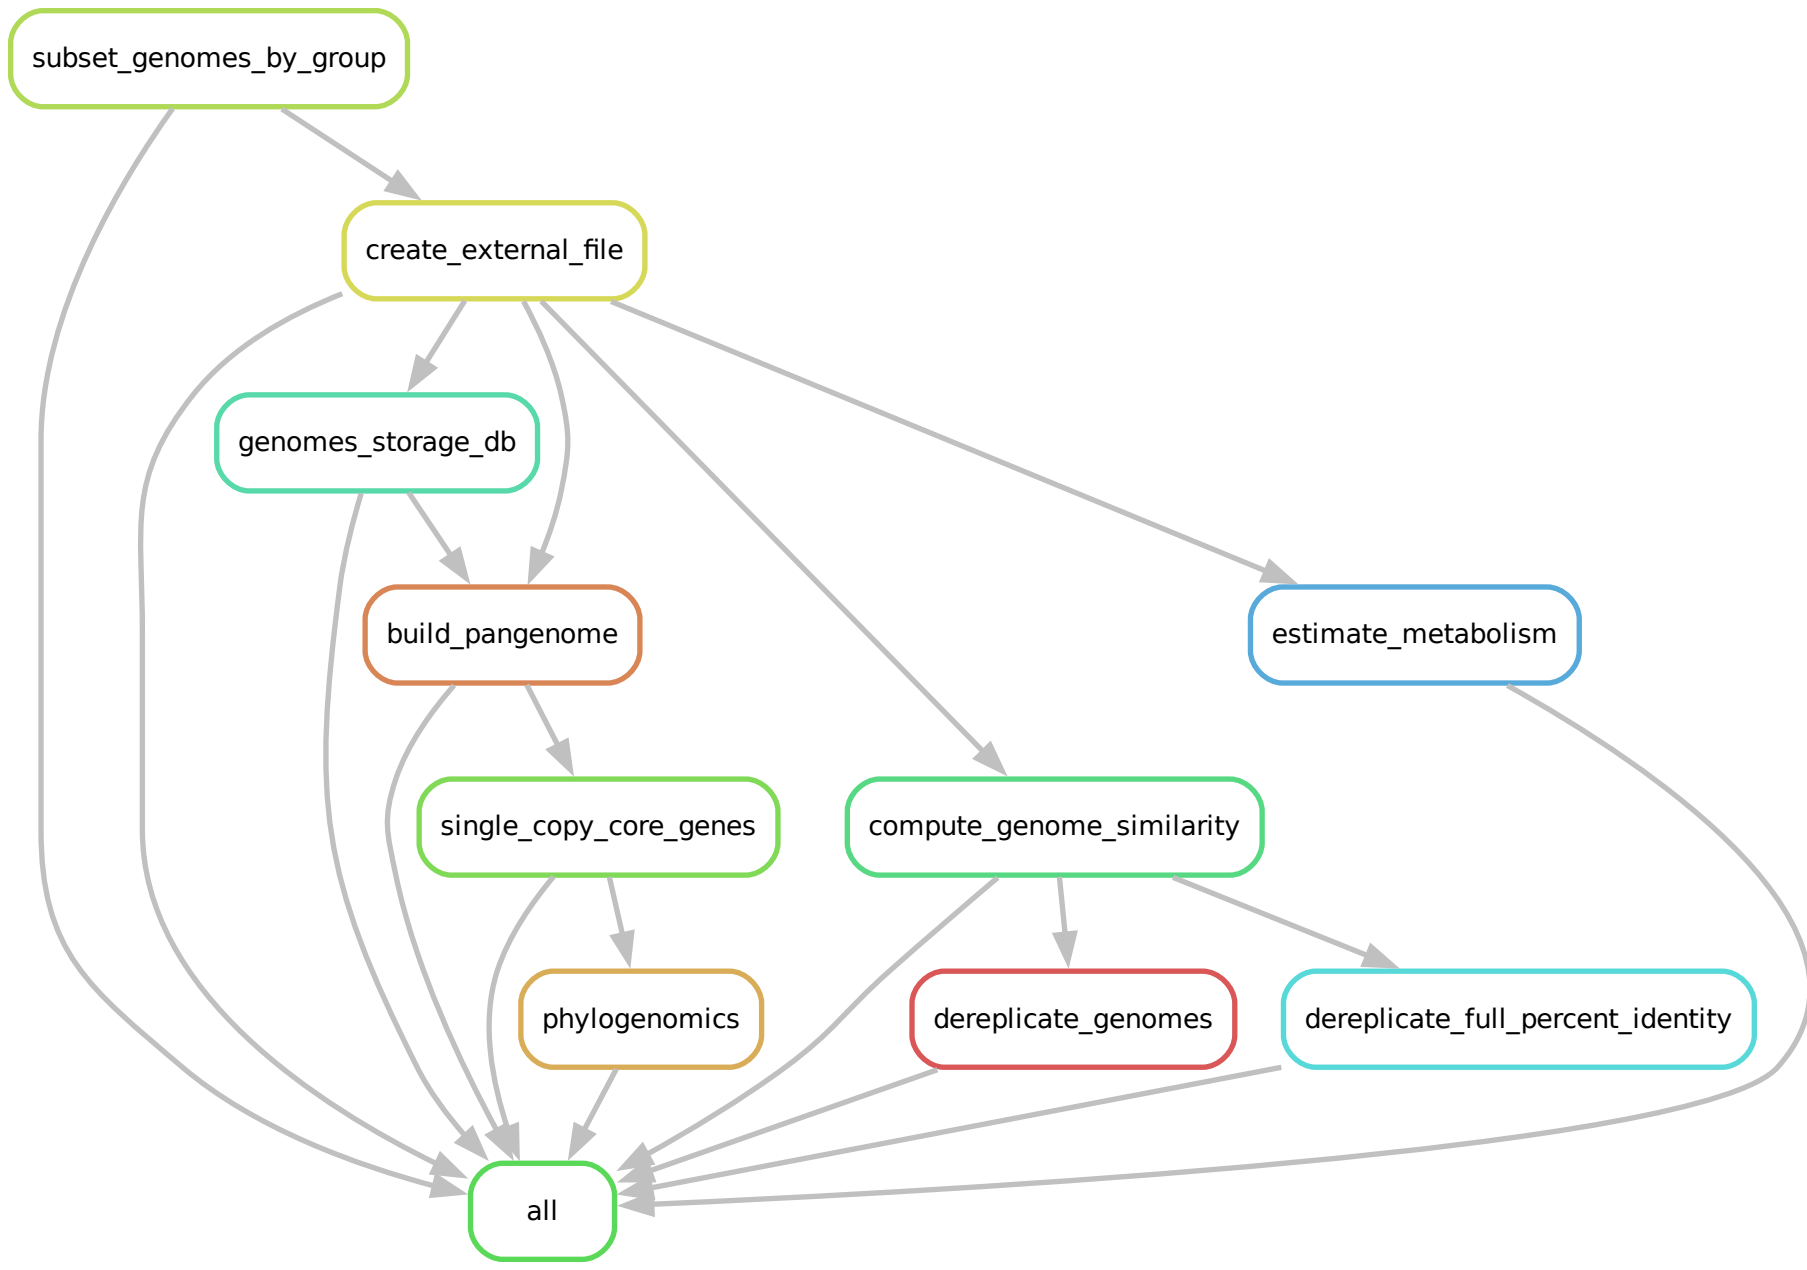 subset_genomes_by_group
create_external_file
genomes_storage_db
build_pangenome
estimate_metabolism
single_copy_core_genes
compute_genome_similarity
phylogenomics
dereplicate_genomes
dereplicate_full_percent_identity
all